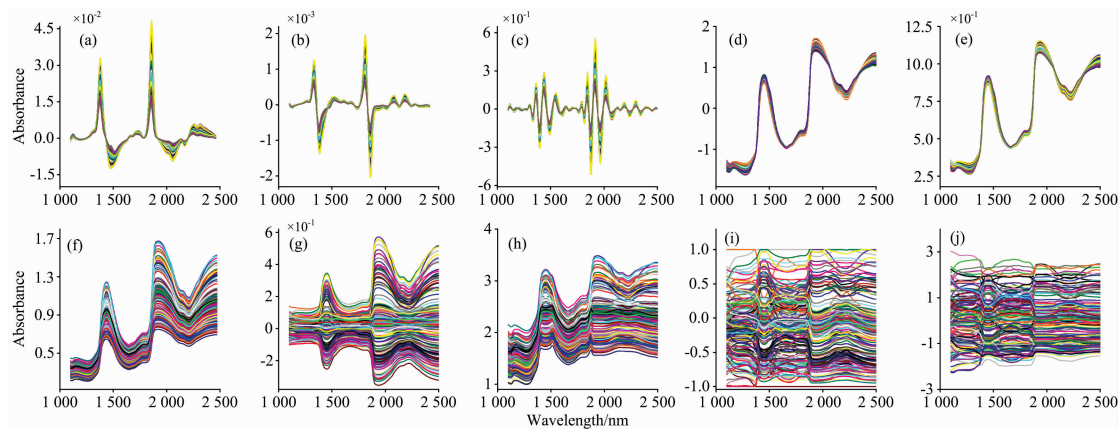 ×10⁻² ×10⁻³ ×10⁻¹ ×10⁻¹
(a) (b) (c) (d) (e)
4.5 2 6 2 12.5
3.0 1 3 1 10.0
1.5 0 0 0 7.5
0.0 -1 -3 -1 5.0
-1.5 -2 -6 2.5
Absorbance
1 000 1 500 2 000 2 500 1 000 1 500 2 000 2 500 1 000 1 500 2 000 2 500 1 000 1 500 2 000 2 500 1 000 1 500 2 000 2 500
×10⁻¹
(f) (g) (h) (i) (j)
1.7 6 4 1.0 3
1.3 4 3 0.5 1
0.9 2 2 0.0 -1
0.5 0 1 -0.5 -3
-2 -1.0
Absorbance
1 000 1 500 2 000 2 500 1 000 1 500 2 000 2 500 1 000 1 500 2 000 2 500 1 000 1 500 2 000 2 500 1 000 1 500 2 000 2 500
Wavelength/nm